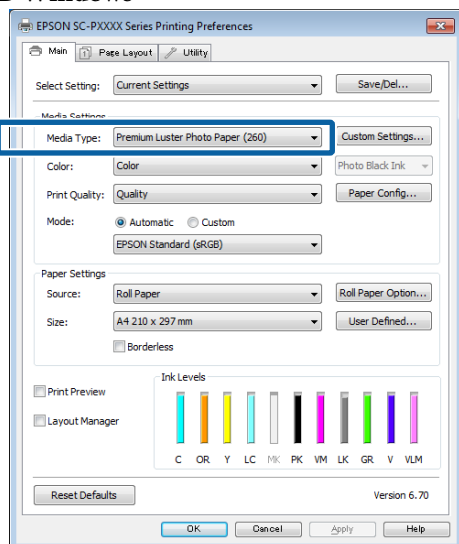 EPSON SC-PXXXX Series Printing Preferences
Main Page Layout Utility
Select Setting: Current Settings Save/Del...
Media Settings
Media Type: Premium Luster Photo Paper (260) Custom Settings...
Color: Color Photo Black Ink
Print Quality: Quality Paper Config...
Mode: Automatic Custom
EPSON Standard (sRGB)
Paper Settings
Source: Roll Paper Roll Paper Option...
Size: A4 210 x 297 mm User Defined...
Borderless
Ink Levels
Print Preview
Layout Manager
C OR Y LC MK PK VM LK GR V VLM
Reset Defaults Version 6.70
OK Cancel Apply Help